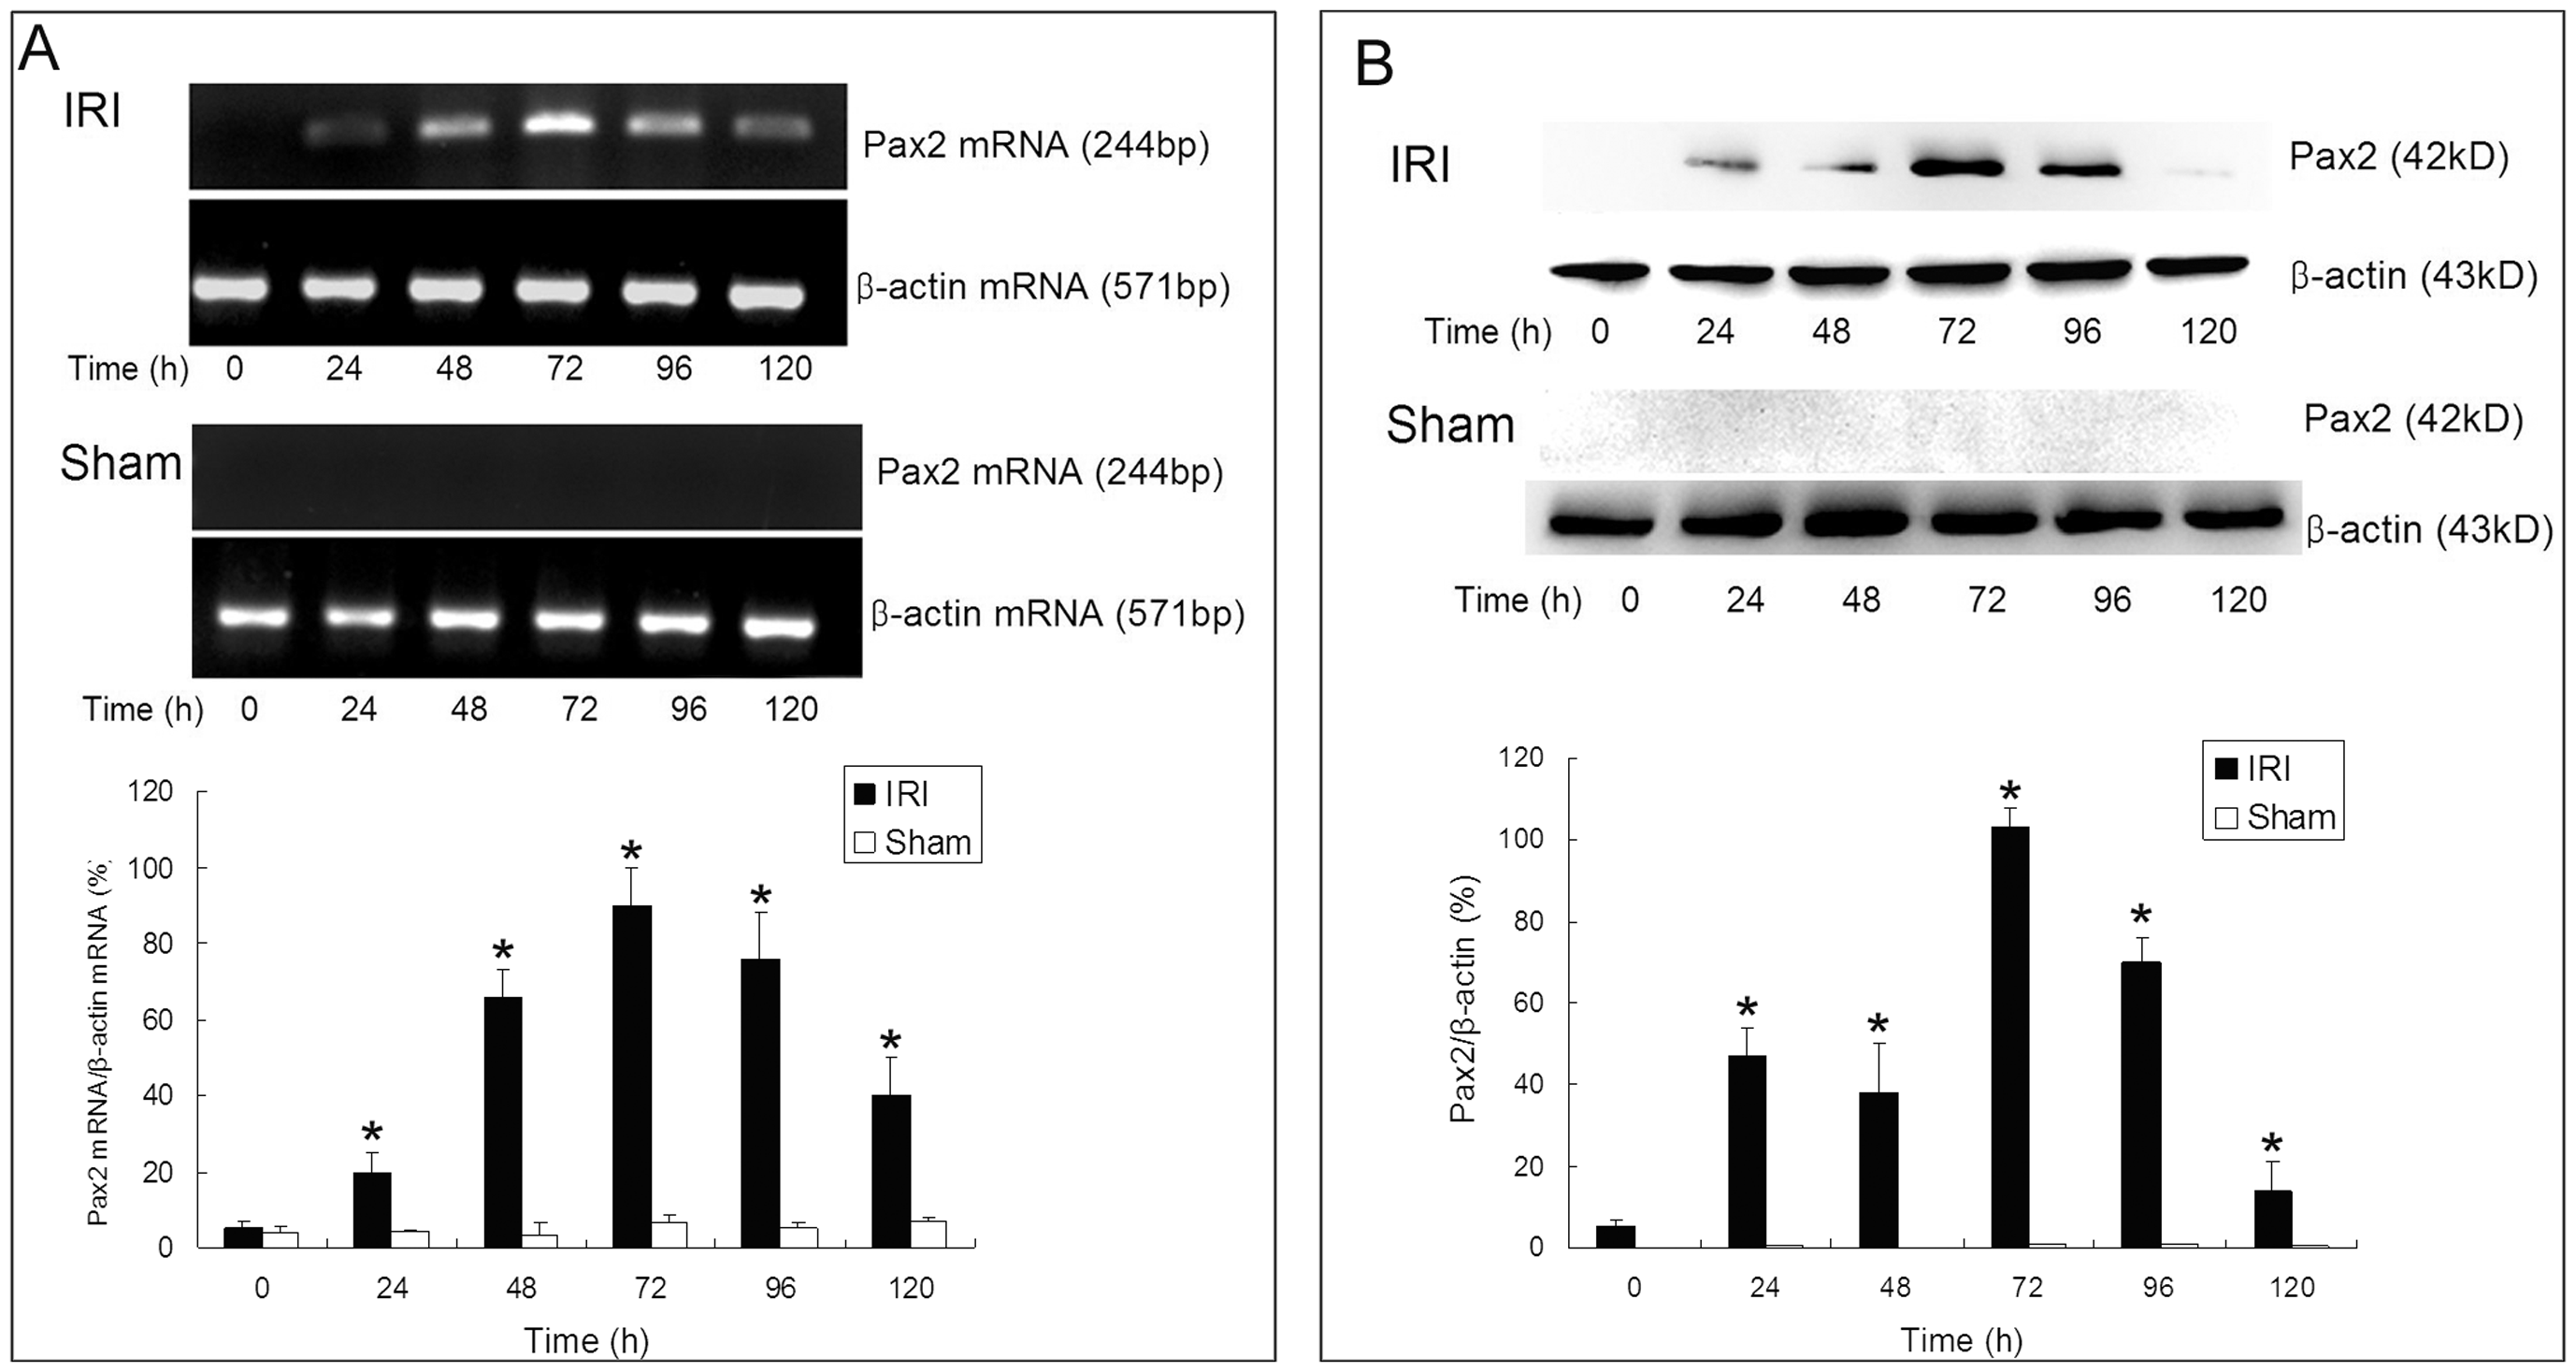 A
IRI
Pax2 mRNA (244bp)
β-actin mRNA (571bp)
Time (h) 0 24 48 72 96 120
Sham
Pax2 mRNA (244bp)
β-actin mRNA (571bp)
Time (h) 0 24 48 72 96 120
Pax2 mRNA/β-actin mRNA (%)
120
100
80
60
40
20
0
IRI
Sham
* * * * *
0 24 48 72 96 120
Time (h)
B
IRI
Pax2 (42kD)
β-actin (43kD)
Time (h) 0 24 48 72 96 120
Sham
Pax2 (42kD)
β-actin (43kD)
Time (h) 0 24 48 72 96 120
Pax2/β-actin (%)
120
100
80
60
40
20
0
IRI
Sham
* * * * *
0 24 48 72 96 120
Time (h)